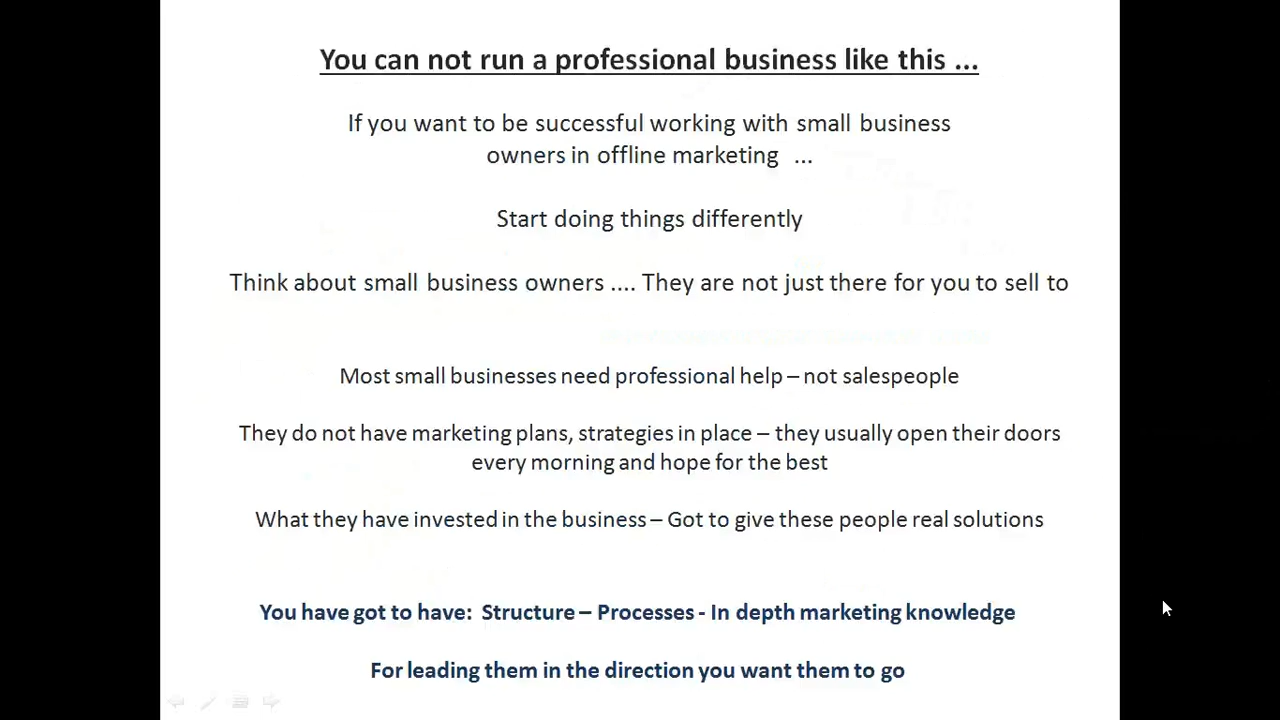 You can not run a professional business like this ...
If you want to be successful working with small business
owners in offline marketing ...
Start doing things differently
Think about small business owners .... They are not just there for you to sell to
Most small businesses need professional help – not salespeople
They do not have marketing plans, strategies in place – they usually open their doors
every morning and hope for the best
What they have invested in the business – Got to give these people real solutions
You have got to have: Structure – Processes - In depth marketing knowledge
For leading them in the direction you want them to go